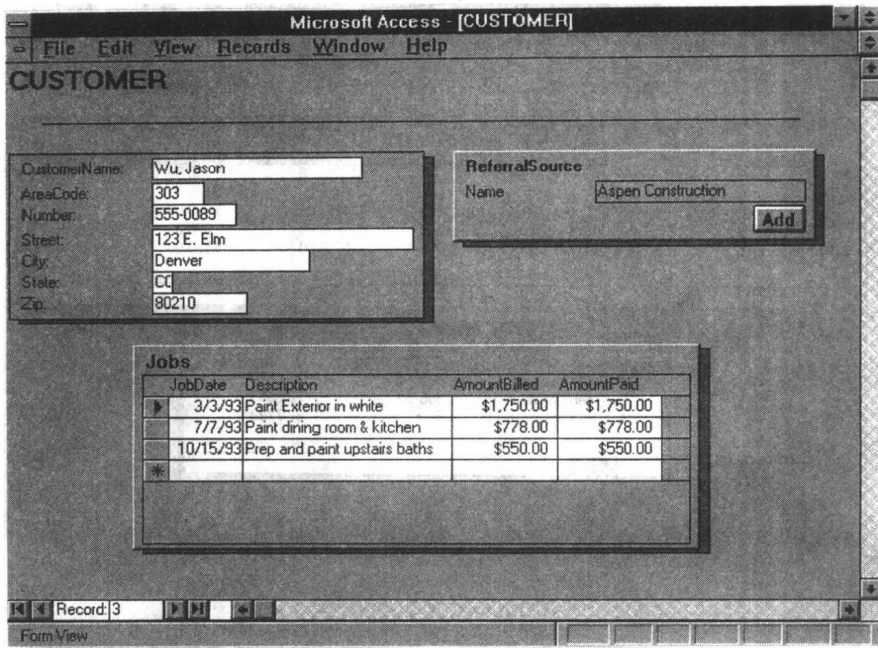 Microsoft Access - [CUSTOMER]
File Edit View Records Window Help
CUSTOMER
CustomerName: Wu, Jason
AreaCode: 303
Number: 555-0089
Street: 123 E. Elm
City: Denver
State: CO
Zip: 80210
ReferralSource
Name Aspen Construction
Add
Jobs
JobDate Description AmountBilled AmountPaid
3/3/93 Paint Exterior in white $1,750.00 $1,750.00
7/7/93 Paint dining room & kitchen $778.00 $778.00
10/15/93 Prep and paint upstairs baths $550.00 $550.00
Record: 3
Form View